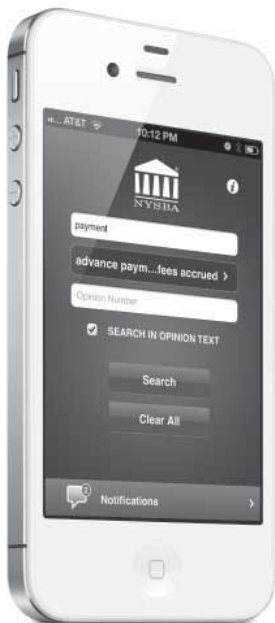 AT&T 10:12 PM
NYSBA
i
payment
advance paym...fees accrued >
Opinion Number
SEARCH IN OPINION TEXT
Search
Clear All
Notifications >